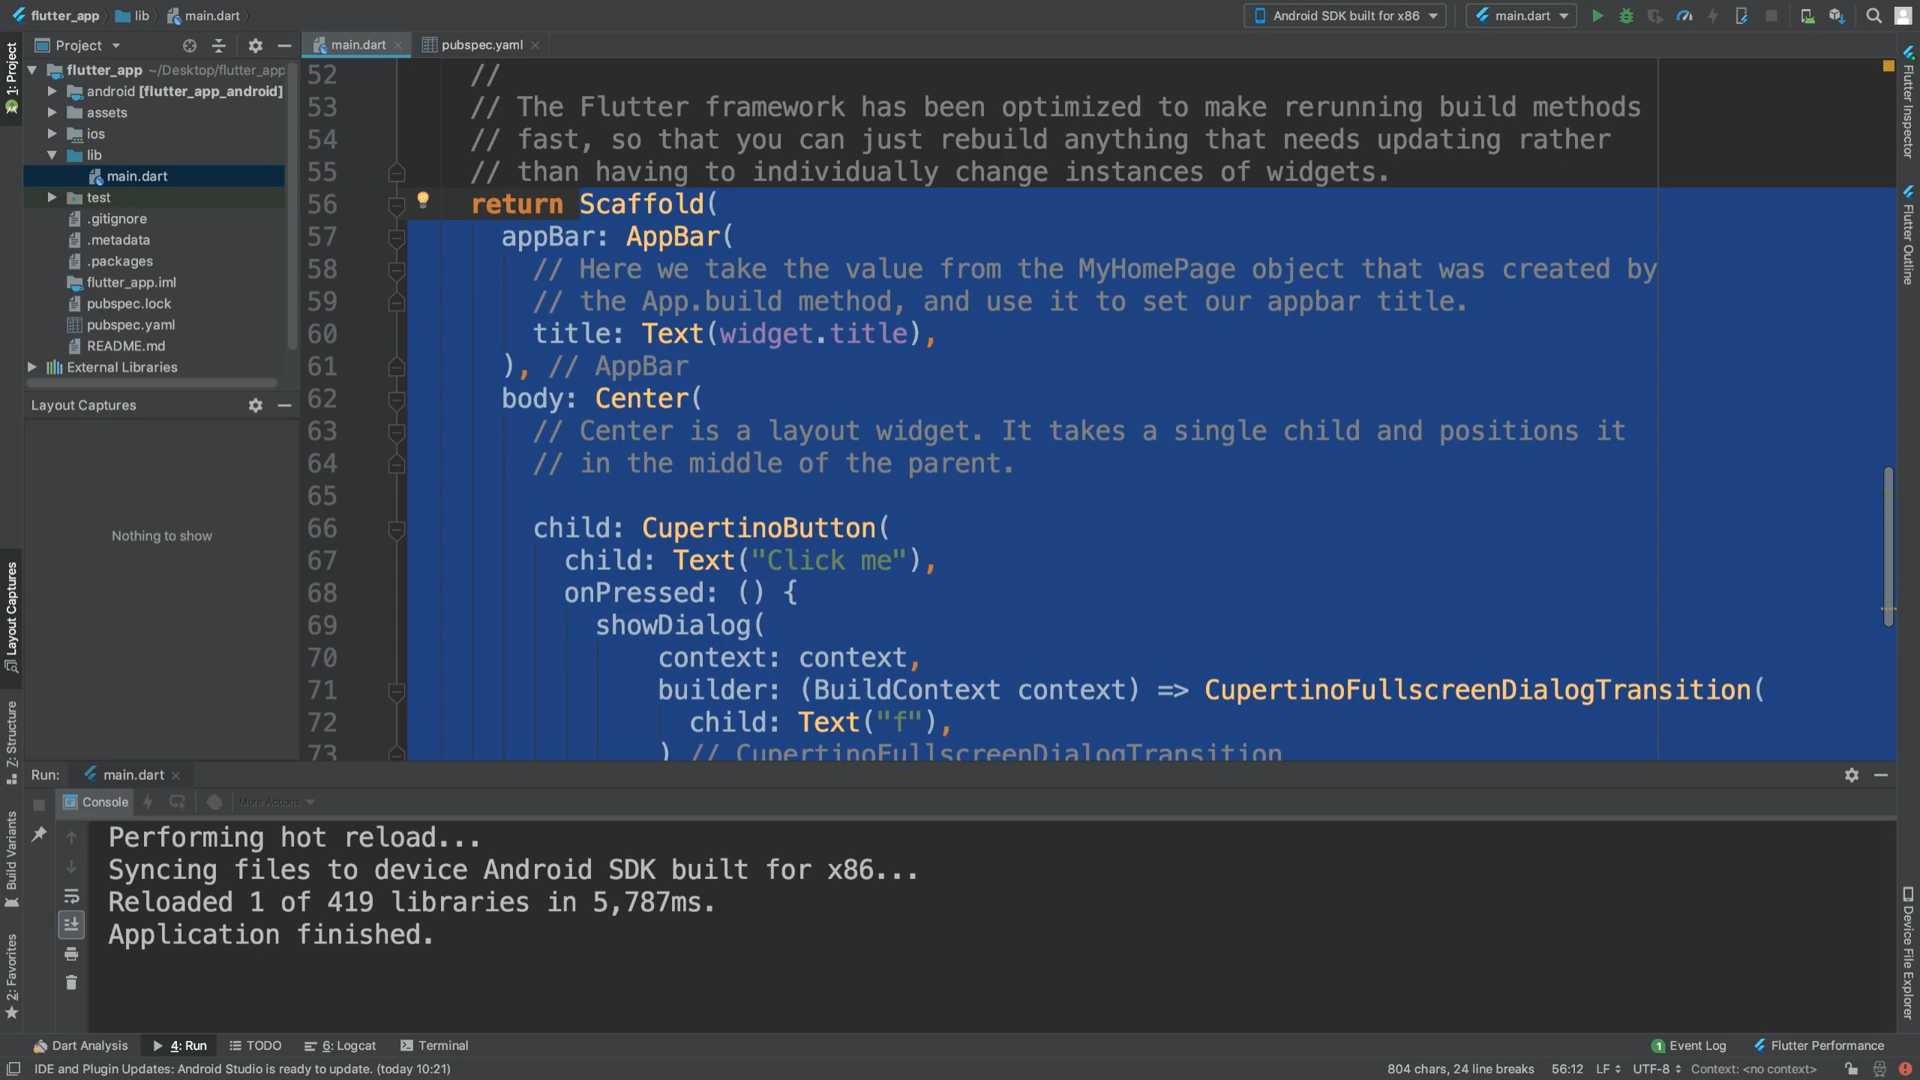 flutter_app
lib
main.dart
Android SDK built for x86
main.dart
1: Project
Project
main.dart
pubspec.yaml
flutter_app ~/Desktop/flutter_app
android [flutter_app_android]
assets
ios
lib
main.dart
test
.gitignore
.metadata
.packages
flutter_app.iml
pubspec.lock
pubspec.yaml
README.md
External Libraries
Layout Captures
Nothing to show
Layout Captures
Z: Structure
Build Variants
2: Favorites
52 //
53 // The Flutter framework has been optimized to make rerunning build methods
54 // fast, so that you can just rebuild anything that needs updating rather
55 // than having to individually change instances of widgets.
56 return Scaffold(
57 appBar: AppBar(
58 // Here we take the value from the MyHomePage object that was created by
59 // the App.build method, and use it to set our appbar title.
60 title: Text(widget.title),
61 ), // AppBar
62 body: Center(
63 // Center is a layout widget. It takes a single child and positions it
64 // in the middle of the parent.
65
66 child: CupertinoButton(
67 child: Text("Click me"),
68 onPressed: () {
69 showDialog(
70 context: context,
71 builder: (BuildContext context) => CupertinoFullscreenDialogTransition(
72 child: Text("f"),
73 ) // CupertinoFullscreenDialogTransition
Flutter Inspector
Flutter Outline
Device File Explorer
Run:
main.dart
Console
More Actions
Performing hot reload...
Syncing files to device Android SDK built for x86...
Reloaded 1 of 419 libraries in 5,787ms.
Application finished.
Dart Analysis
4: Run
TODO
6: Logcat
Terminal
1 Event Log
Flutter Performance
IDE and Plugin Updates: Android Studio is ready to update. (today 10:21)
804 chars, 24 line breaks
56:12
LF
UTF-8
Context: <no context>